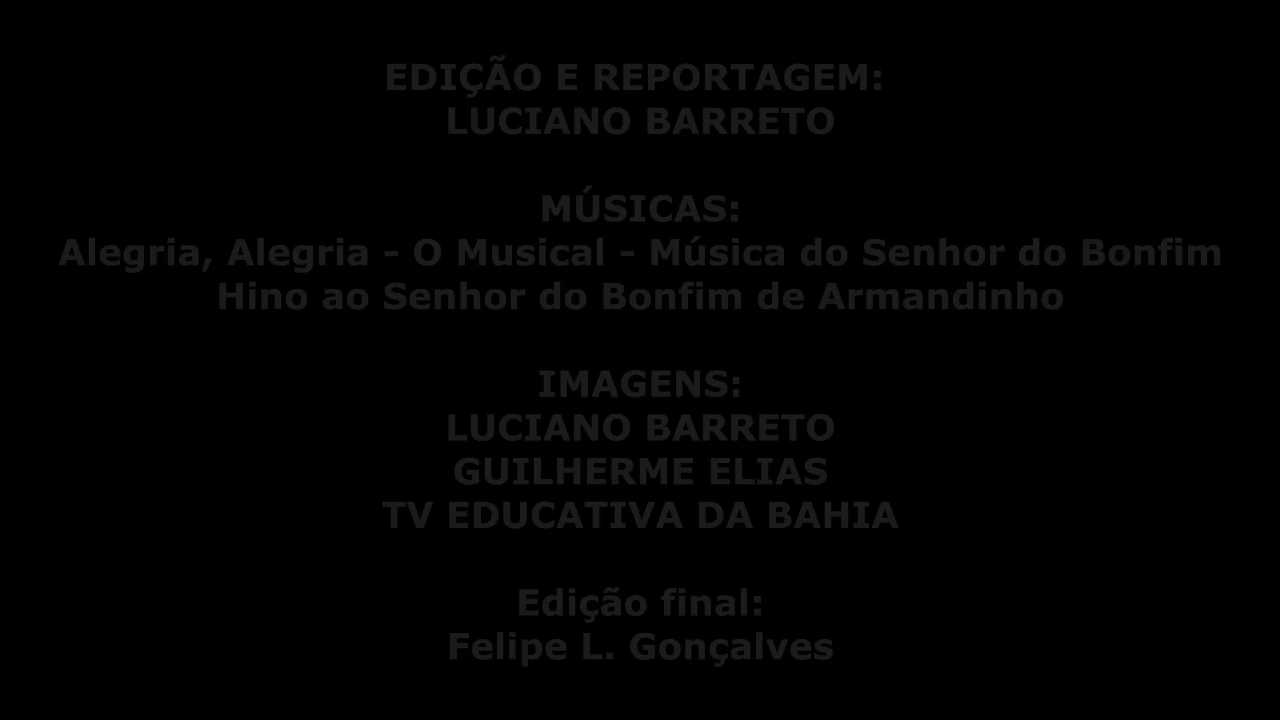 EDIÇÃO E REPORTAGEM:
LUCIANO BARRETO
MÚSICAS:
Alegria, Alegria - O Musical - Música do Senhor do Bonfim
Hino ao Senhor do Bonfim de Armandinho
IMAGENS:
LUCIANO BARRETO
GUILHERME ELIAS
TV EDUCATIVA DA BAHIA
Edição final:
Felipe L. Gonçalves